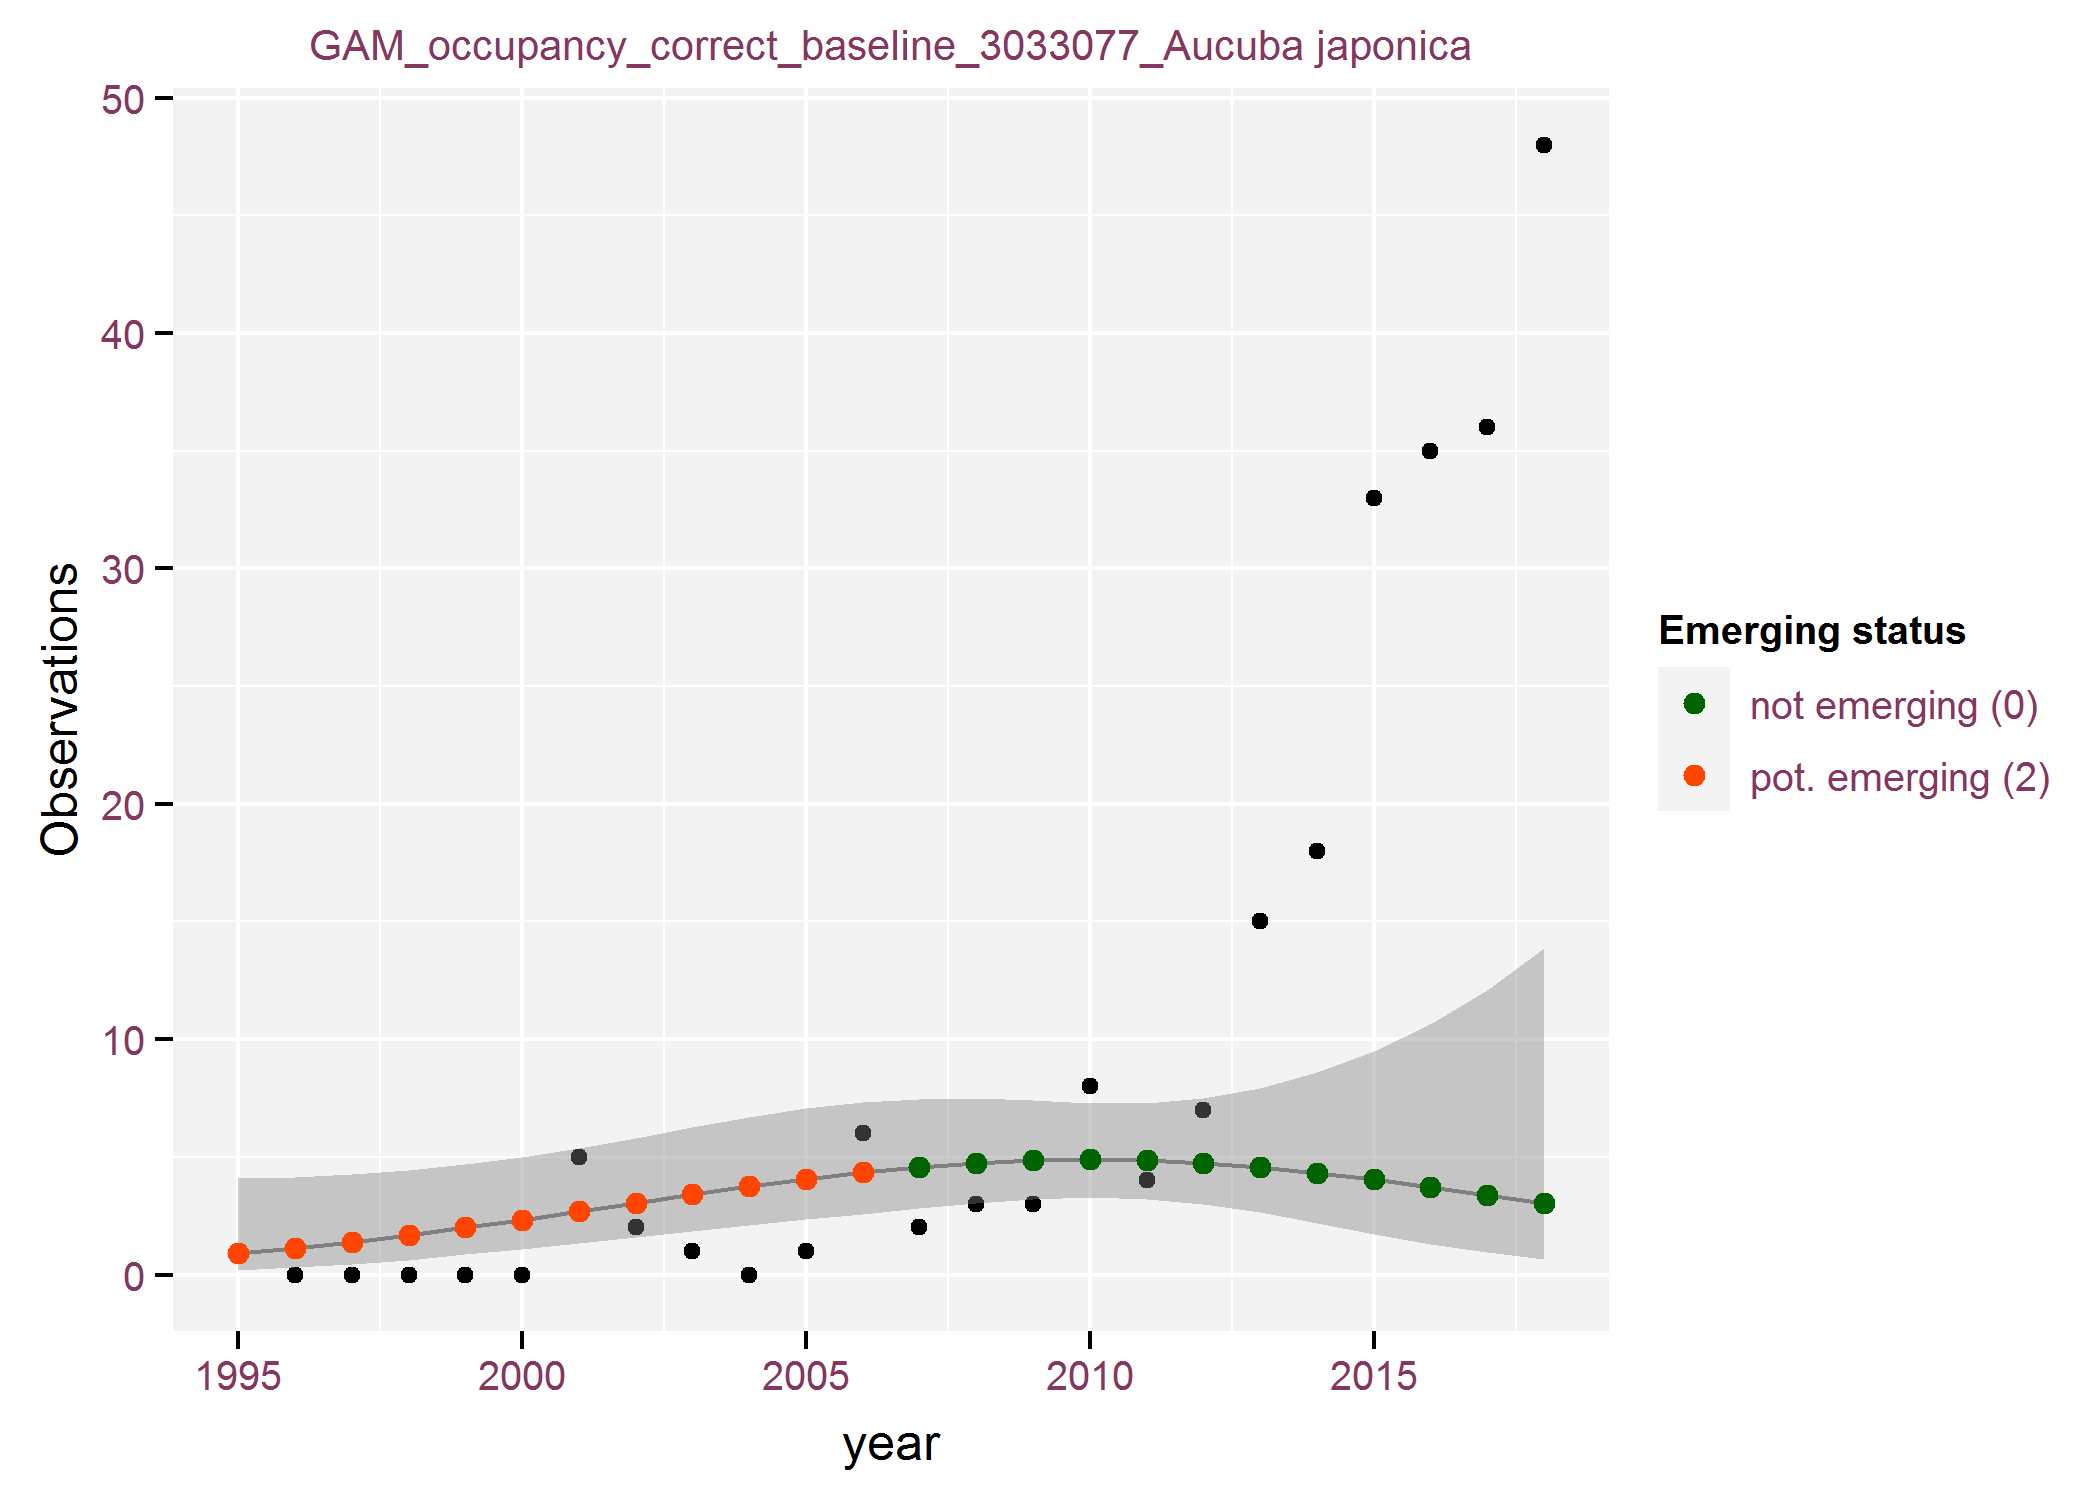 GAM_occupancy_correct_baseline_3033077_Aucuba japonica
50
40
30
20
10
0
Observations
1995 2000 2005 2010 2015
year
Emerging status
not emerging (0)
pot. emerging (2)